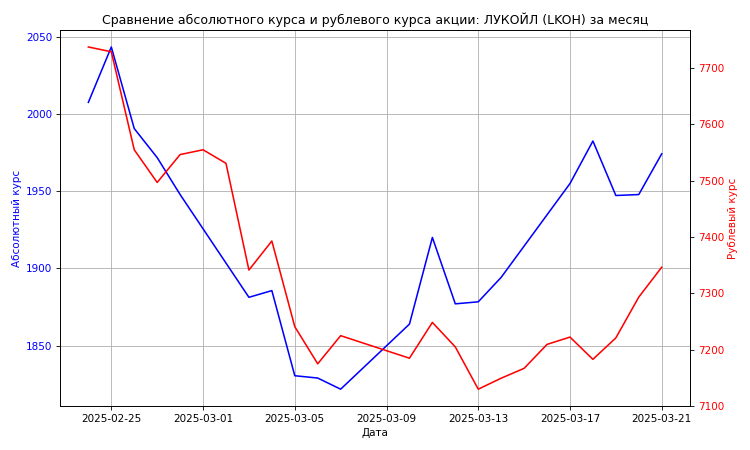 Сравнение абсолютного курса и рублевого курса акции: ЛУКОЙЛ (LKOH) за месяц
2050
2000
1950
1900
1850
Абсолютный курс
7700
7600
7500
7400
7300
7200
7100
Рублевый курс
2025-02-25 2025-03-01 2025-03-05 2025-03-09 2025-03-13 2025-03-17 2025-03-21
Дата